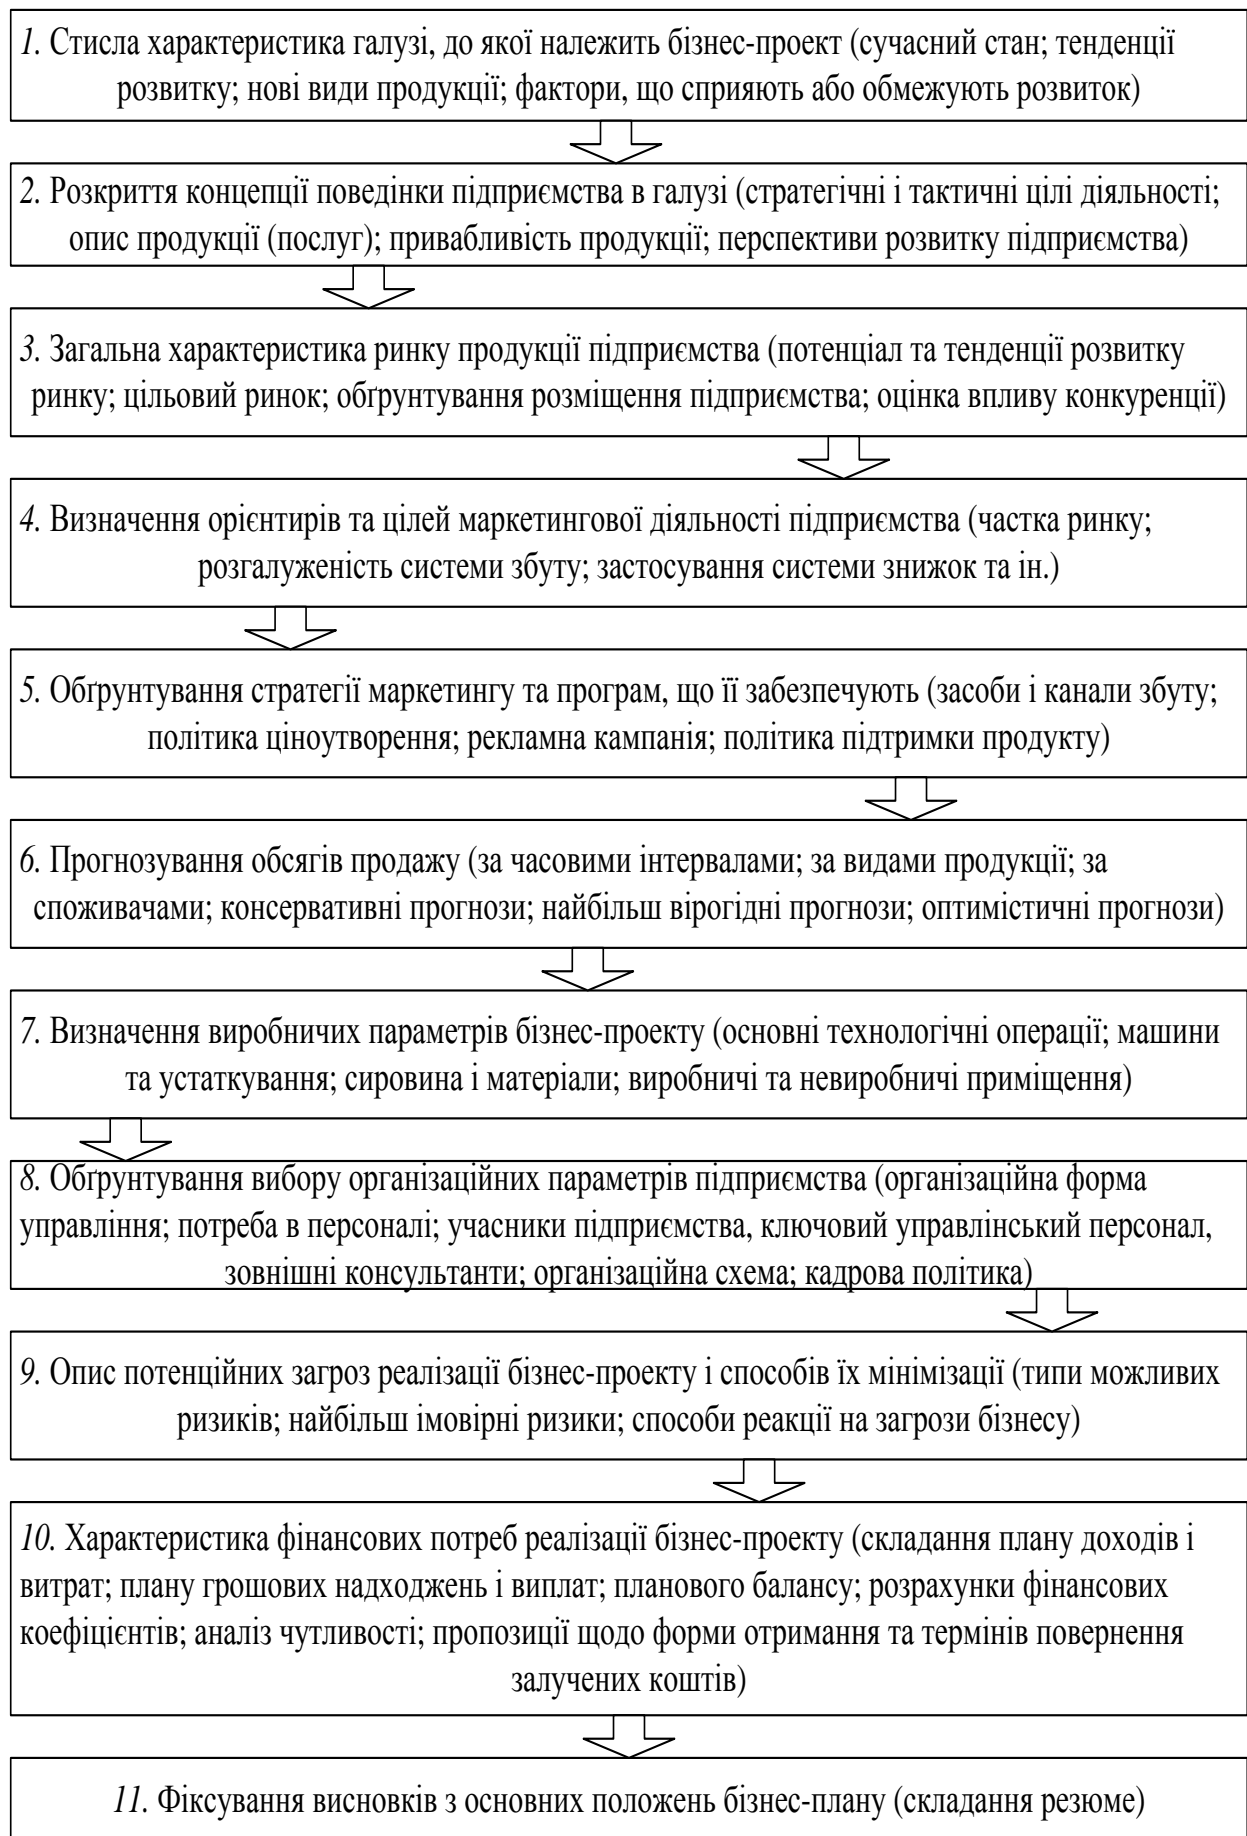 1. Стисла характеристика галузі, до якої належить бізнес-проект (сучасний стан; тенденції
розвитку; нові види продукції; фактори, що сприяють або обмежують розвиток)
2. Розкриття концепції поведінки підприємства в галузі (стратегічні і тактичні цілі діяльності;
опис продукції (послуг); привабливість продукції; перспективи розвитку підприємства)
3. Загальна характеристика ринку продукції підприємства (потенціал та тенденції розвитку
ринку; цільовий ринок; обґрунтування розміщення підприємства; оцінка впливу конкуренції)
4. Визначення орієнтирів та цілей маркетингової діяльності підприємства (частка ринку;
розгалуженість системи збуту; застосування системи знижок та ін.)
5. Обґрунтування стратегії маркетингу та програм, що її забезпечують (засоби і канали збуту;
політика ціноутворення; рекламна кампанія; політика підтримки продукту)
6. Прогнозування обсягів продажу (за часовими інтервалами; за видами продукції; за
споживачами; консервативні прогнози; найбільш вірогідні прогнози; оптимістичні прогнози)
7. Визначення виробничих параметрів бізнес-проекту (основні технологічні операції; машини
та устаткування; сировина і матеріали; виробничі та невиробничі приміщення)
8. Обґрунтування вибору організаційних параметрів підприємства (організаційна форма
управління; потреба в персоналі; учасники підприємства, ключовий управлінський персонал,
зовнішні консультанти; організаційна схема; кадрова політика)
9. Опис потенційних загроз реалізації бізнес-проекту і способів їх мінімізації (типи можливих
ризиків; найбільш імовірні ризики; способи реакції на загрози бізнесу)
10. Характеристика фінансових потреб реалізації бізнес-проекту (складання плану доходів і
витрат; плану грошових надходжень і виплат; планового балансу; розрахунки фінансових
коефіцієнтів; аналіз чутливості; пропозиції щодо форми отримання та термінів повернення
залучених коштів)
11. Фіксування висновків з основних положень бізнес-плану (складання резюме)